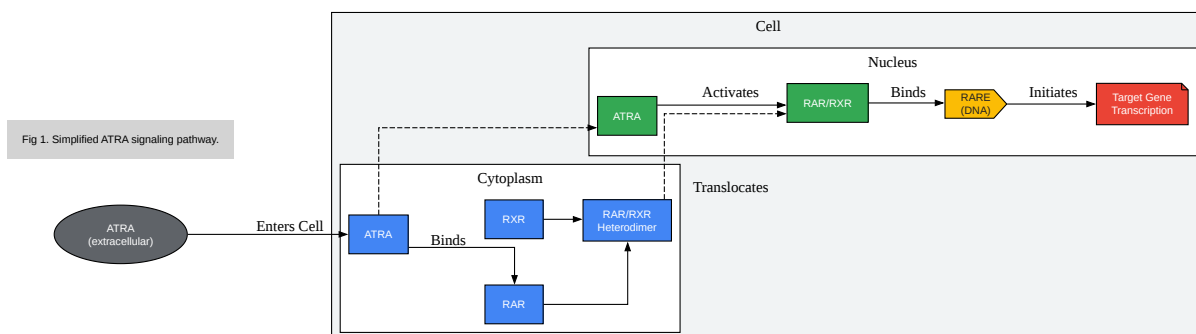 Cell
Nucleus
Activates
Binds
Initiates
ATRA
RAR/RXR
RARE
(DNA)
Target Gene
Transcription
Fig 1. Simplified ATRA signaling pathway.
Cytoplasm
Translocates
ATRA
(extracellular)
Enters Cell
ATRA
Binds
RXR
RAR/RXR
Heterodimer
RAR